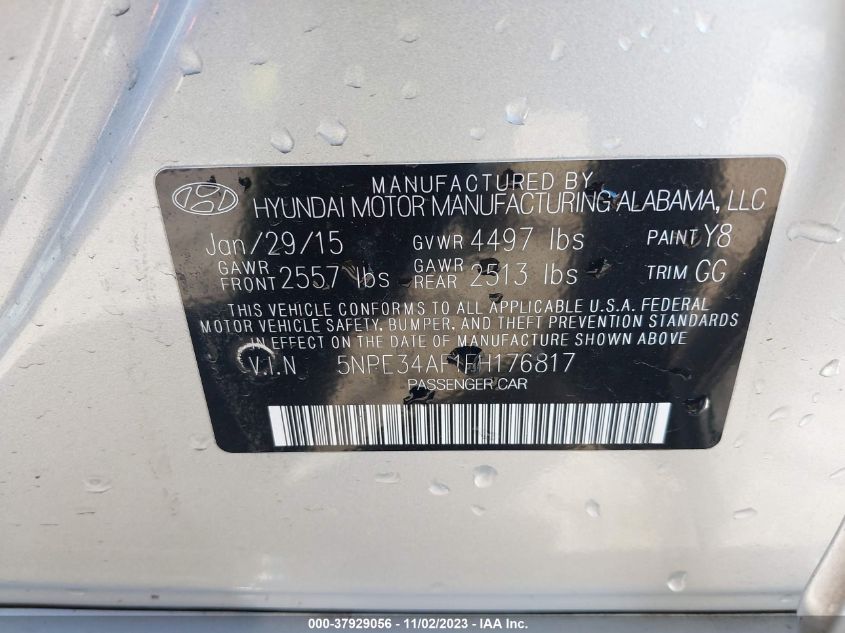 MANUFACTURED BY
HYUNDAI MOTOR MANUFACTURING ALABAMA, LLC
Jan/29/15 GVWR 4497 lbs PAINT Y8
GAWR FRONT 2557 lbs GAWR REAR 2513 lbs TRIM GG
THIS VEHICLE CONFORMS TO ALL APPLICABLE U.S.A. FEDERAL
MOTOR VEHICLE SAFETY, BUMPER, AND THEFT PREVENTION STANDARDS
IN EFFECT ON THE DATE OF MANUFACTURE SHOWN ABOVE
V.I.N 5NPE34AF1FH176817
PASSENGER CAR
000-37929056 - 11/02/2023 - IAA Inc.